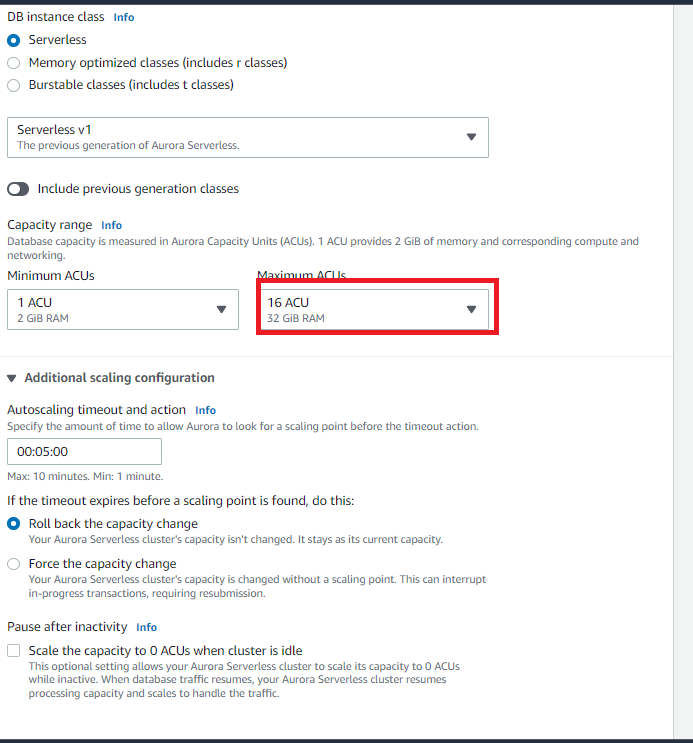 DB instance class Info
Serverless
Memory optimized classes (includes r classes)
Burstable classes (includes t classes)
Serverless v1
The previous generation of Aurora Serverless.
Include previous generation classes
Capacity range Info
Database capacity is measured in Aurora Capacity Units (ACUs). 1 ACU provides 2 GiB of memory and corresponding compute and
networking.
Minimum ACUs Maximum ACUs
1 ACU 16 ACU
2 GiB RAM 32 GiB RAM
Additional scaling configuration
Autoscaling timeout and action Info
Specify the amount of time to allow Aurora to look for a scaling point before the timeout action.
00:05:00
Max: 10 minutes. Min: 1 minute.
If the timeout expires before a scaling point is found, do this:
Roll back the capacity change
Your Aurora Serverless cluster's capacity isn't changed. It stays as its current capacity.
Force the capacity change
Your Aurora Serverless cluster's capacity is changed without a scaling point. This can interrupt
in-progress transactions, requiring resubmission.
Pause after inactivity Info
Scale the capacity to 0 ACUs when cluster is idle
This optional setting allows your Aurora Serverless cluster to scale its capacity to 0 ACUs
while inactive. When database traffic resumes, your Aurora Serverless cluster resumes
processing capacity and scales to handle the traffic.